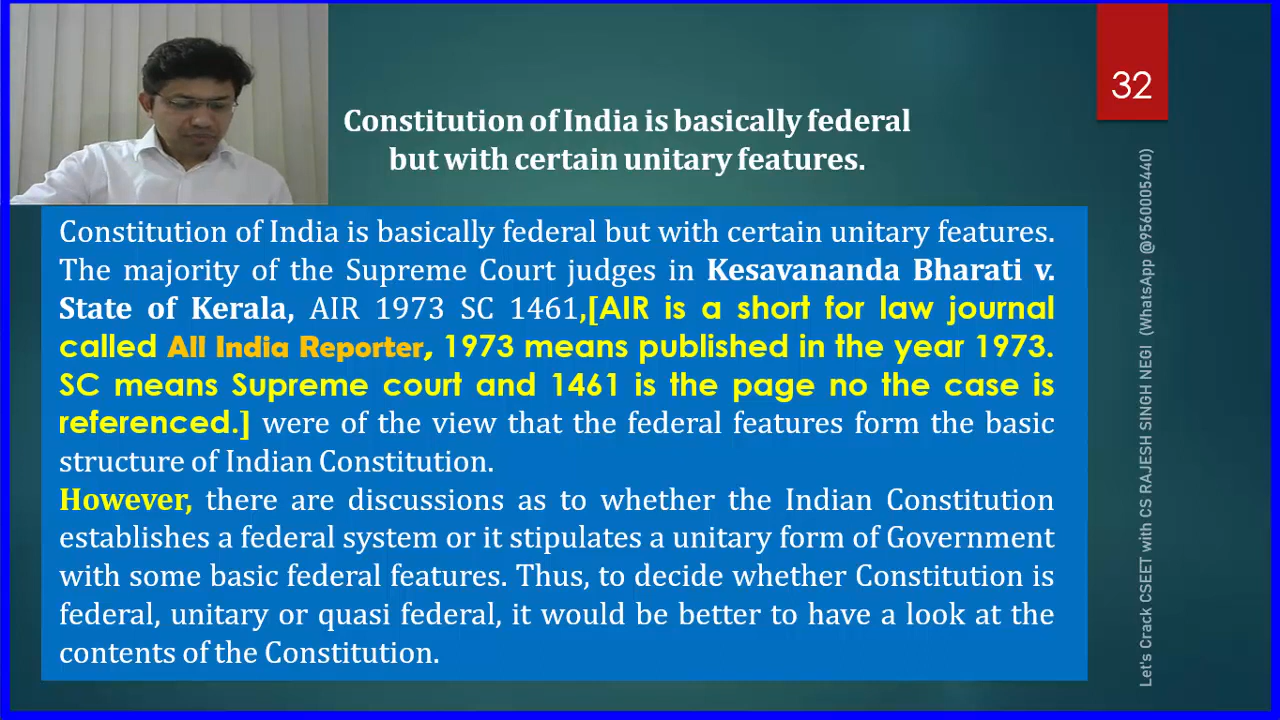 32
Constitution of India is basically federal
but with certain unitary features.
Constitution of India is basically federal but with certain unitary features.
The majority of the Supreme Court judges in Kesavananda Bharati v.
State of Kerala, AIR 1973 SC 1461,[AIR is a short for law journal
called All India Reporter, 1973 means published in the year 1973.
SC means Supreme court and 1461 is the page no the case is
referenced.] were of the view that the federal features form the basic
structure of Indian Constitution.
However, there are discussions as to whether the Indian Constitution
establishes a federal system or it stipulates a unitary form of Government
with some basic federal features. Thus, to decide whether Constitution is
federal, unitary or quasi federal, it would be better to have a look at the
contents of the Constitution.
Let's Crack CSEET with CS RAJESH SINGH NEGI (WhatsApp @9560005440)